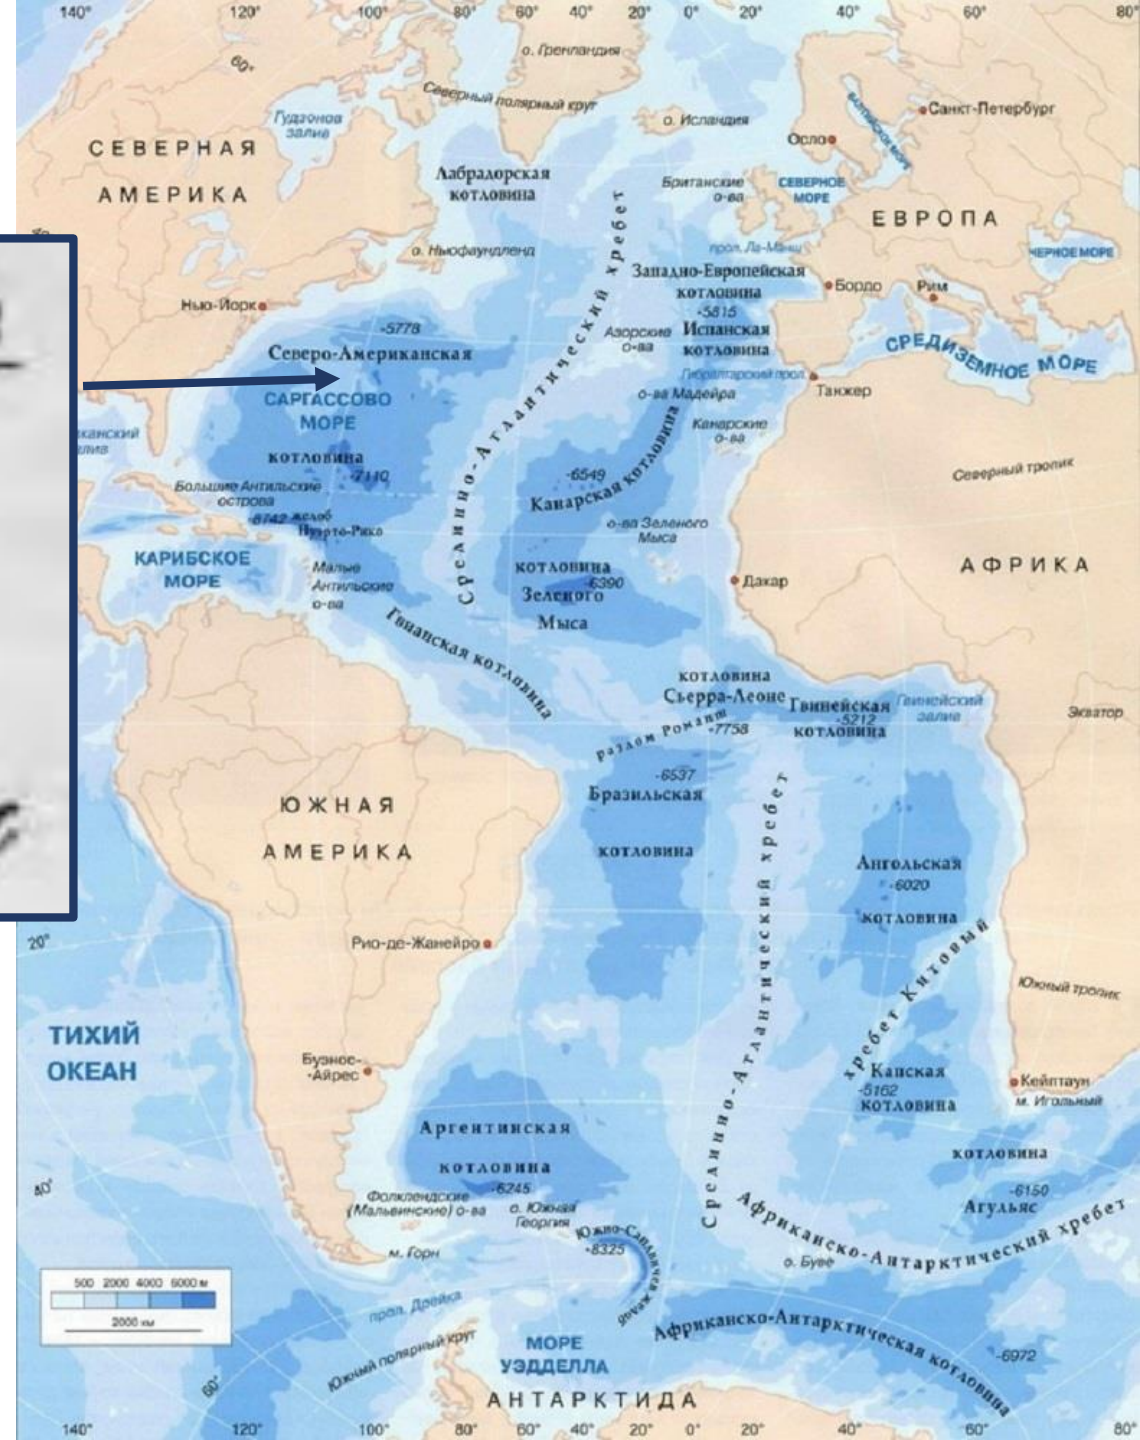 140° 120° 100° 80° 60° 40° 20° 0° 20° 40° 60° 80°
о. Гренландия
60°
Северный полярный круг
Гудзонов
залив
о. Исландия
Санкт-Петербург
БАЛТИЙСКОЕ МОРЕ
Осло
СЕВЕРНАЯ
АМЕРИКА
Лабрадорская
котловина
Британские
о-ва
СЕВЕРНОЕ
МОРЕ
ЕВРОПА
о. Ньюфаундленд
прол. Ла-Манш
ЧЕРНОЕ МОРЕ
Западно-Европейская
котловина
-5815
Бордо
Рим
Нью-Йорк
-5778
Северо-Американская
Азорские
о-ва
Испанская
котловина
СРЕДИЗЕМНОЕ МОРЕ
Гибралтарский прол.
Танжер
САРГАССОВО
МОРЕ
о-ва Мадейра
Канарские
о-ва
Срединно-Атлантический хребет
канский
котловина
-7110
-6549
Канарская котловина
Северный тропик
Большие Антильские
острова
-8742 желоб
Пуэрто-Рико
о-ва Зеленого
Мыса
КАРИБСКОЕ
МОРЕ
Малые
Антильские
о-ва
котловина
-6390
Зеленого
Мыса
Дакар
АФРИКА
Гвианская котловина
котловина
Сьерра-Леоне
Гвинейская
-5212
котловина
Гвинейский
залив
Экватор
разлом Романш
-7758
-6537
Бразильская
котловина
ЮЖНАЯ
АМЕРИКА
Срединно-Атлантический хребет
Ангольская
-6020
котловина
20°
Рио-де-Жанейро
хребет Китовый
Южный тропик
ТИХИЙ
ОКЕАН
Буэнос-
-Айрес
Капская
-5162
котловина
Кейптаун
м. Игольный
Аргентинская
котловина
-6245
котловина
-6150
Агульяс
40°
Фолклендские
(Мальвинские) о-ва
о. Южная
Георгия
Южно-Сандвичев желоб
-8325
Африканско-Антарктический хребет
м. Горн
о. Буве
500 2000 4000 6000 м
2000 км
прол. Дрейка
Африканско-Антарктическая котловина
-6972
Южный полярный круг
МОРЕ
УЭДДЕЛЛА
60°
АНТАРКТИДА
140° 120° 100° 80° 60° 40° 20° 0° 20° 40° 60° 80°